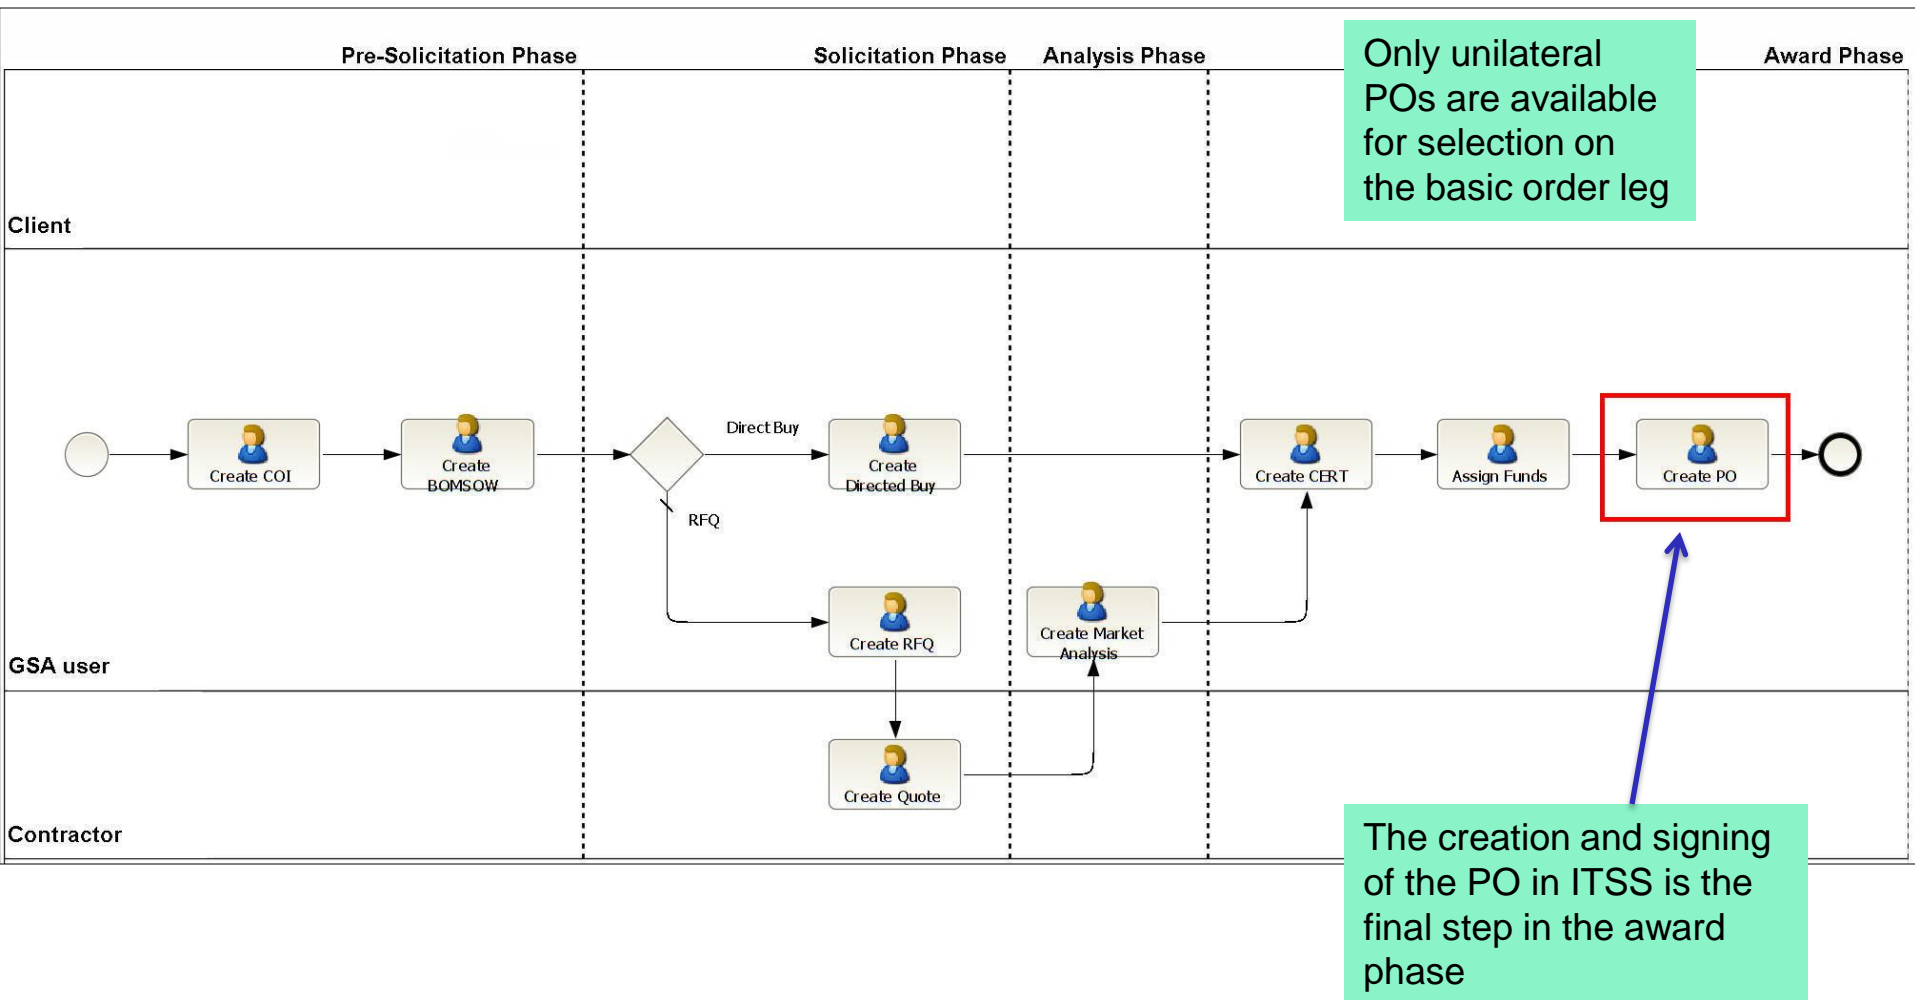 Pre-Solicitation Phase
Solicitation Phase
Analysis Phase
Award Phase
Only unilateral
POs are available
for selection on
the basic order leg
Client
Create COI
Create
BOMSOW
Direct Buy
RFQ
Create
Directed Buy
Create CERT
Assign Funds
Create PO
Create RFQ
Create Market
Analysis
GSA user
Create Quote
Contractor
The creation and signing
of the PO in ITSS is the
final step in the award
phase